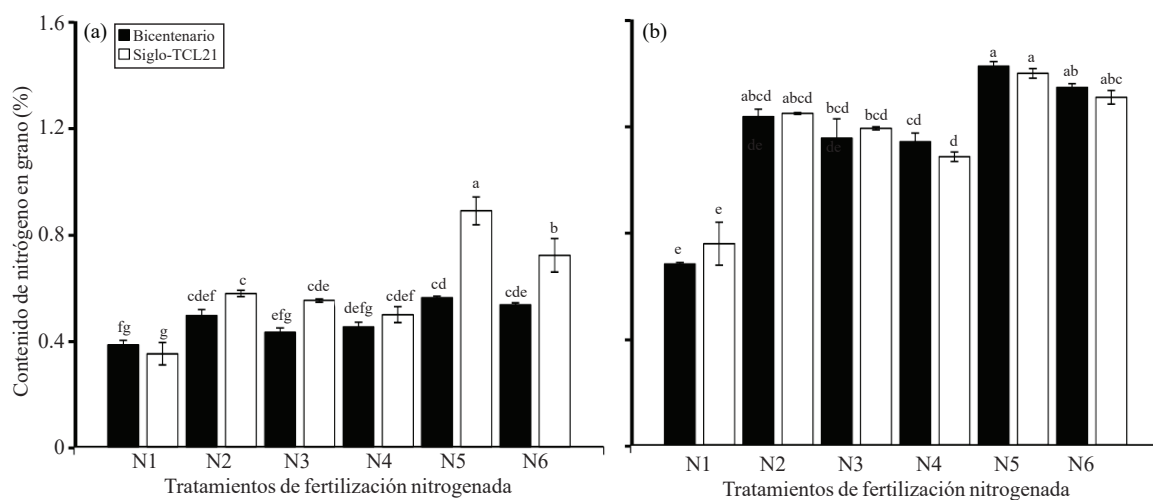 1.6
(a)
Bicentenario
Siglo-TCL21
(b)
Contenido de nitrógeno en grano (%)
1.2
0.8
0.4
0
fg
g
cdef
c
efg
cde
defg
cdef
cd
a
cde
b
e
e
abcd
abcd
bcd
bcd
cd
d
a
a
ab
abc
de
de
N1 N2 N3 N4 N5 N6
N1 N2 N3 N4 N5 N6
Tratamientos de fertilización nitrogenada
Tratamientos de fertilización nitrogenada